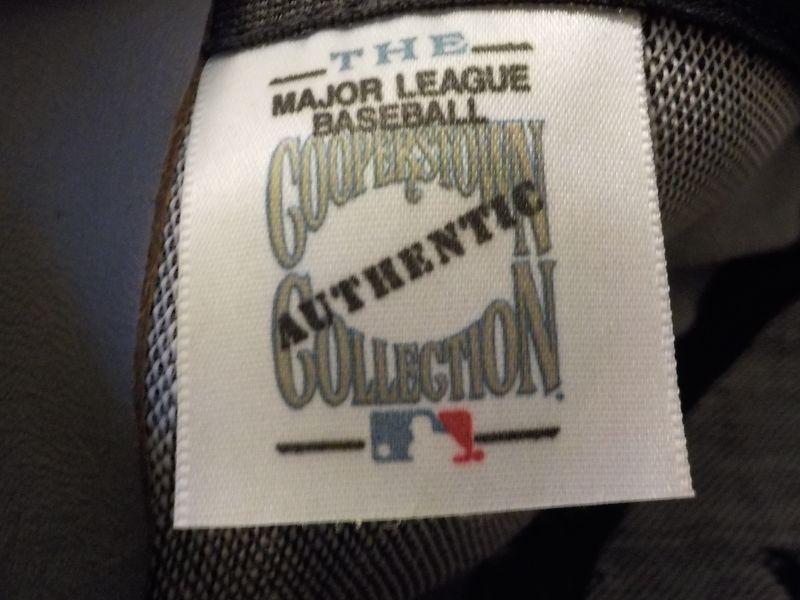 THE
MAJOR LEAGUE
BASEBALL
COOPERSTOWN
AUTHENTIC
COLLECTION